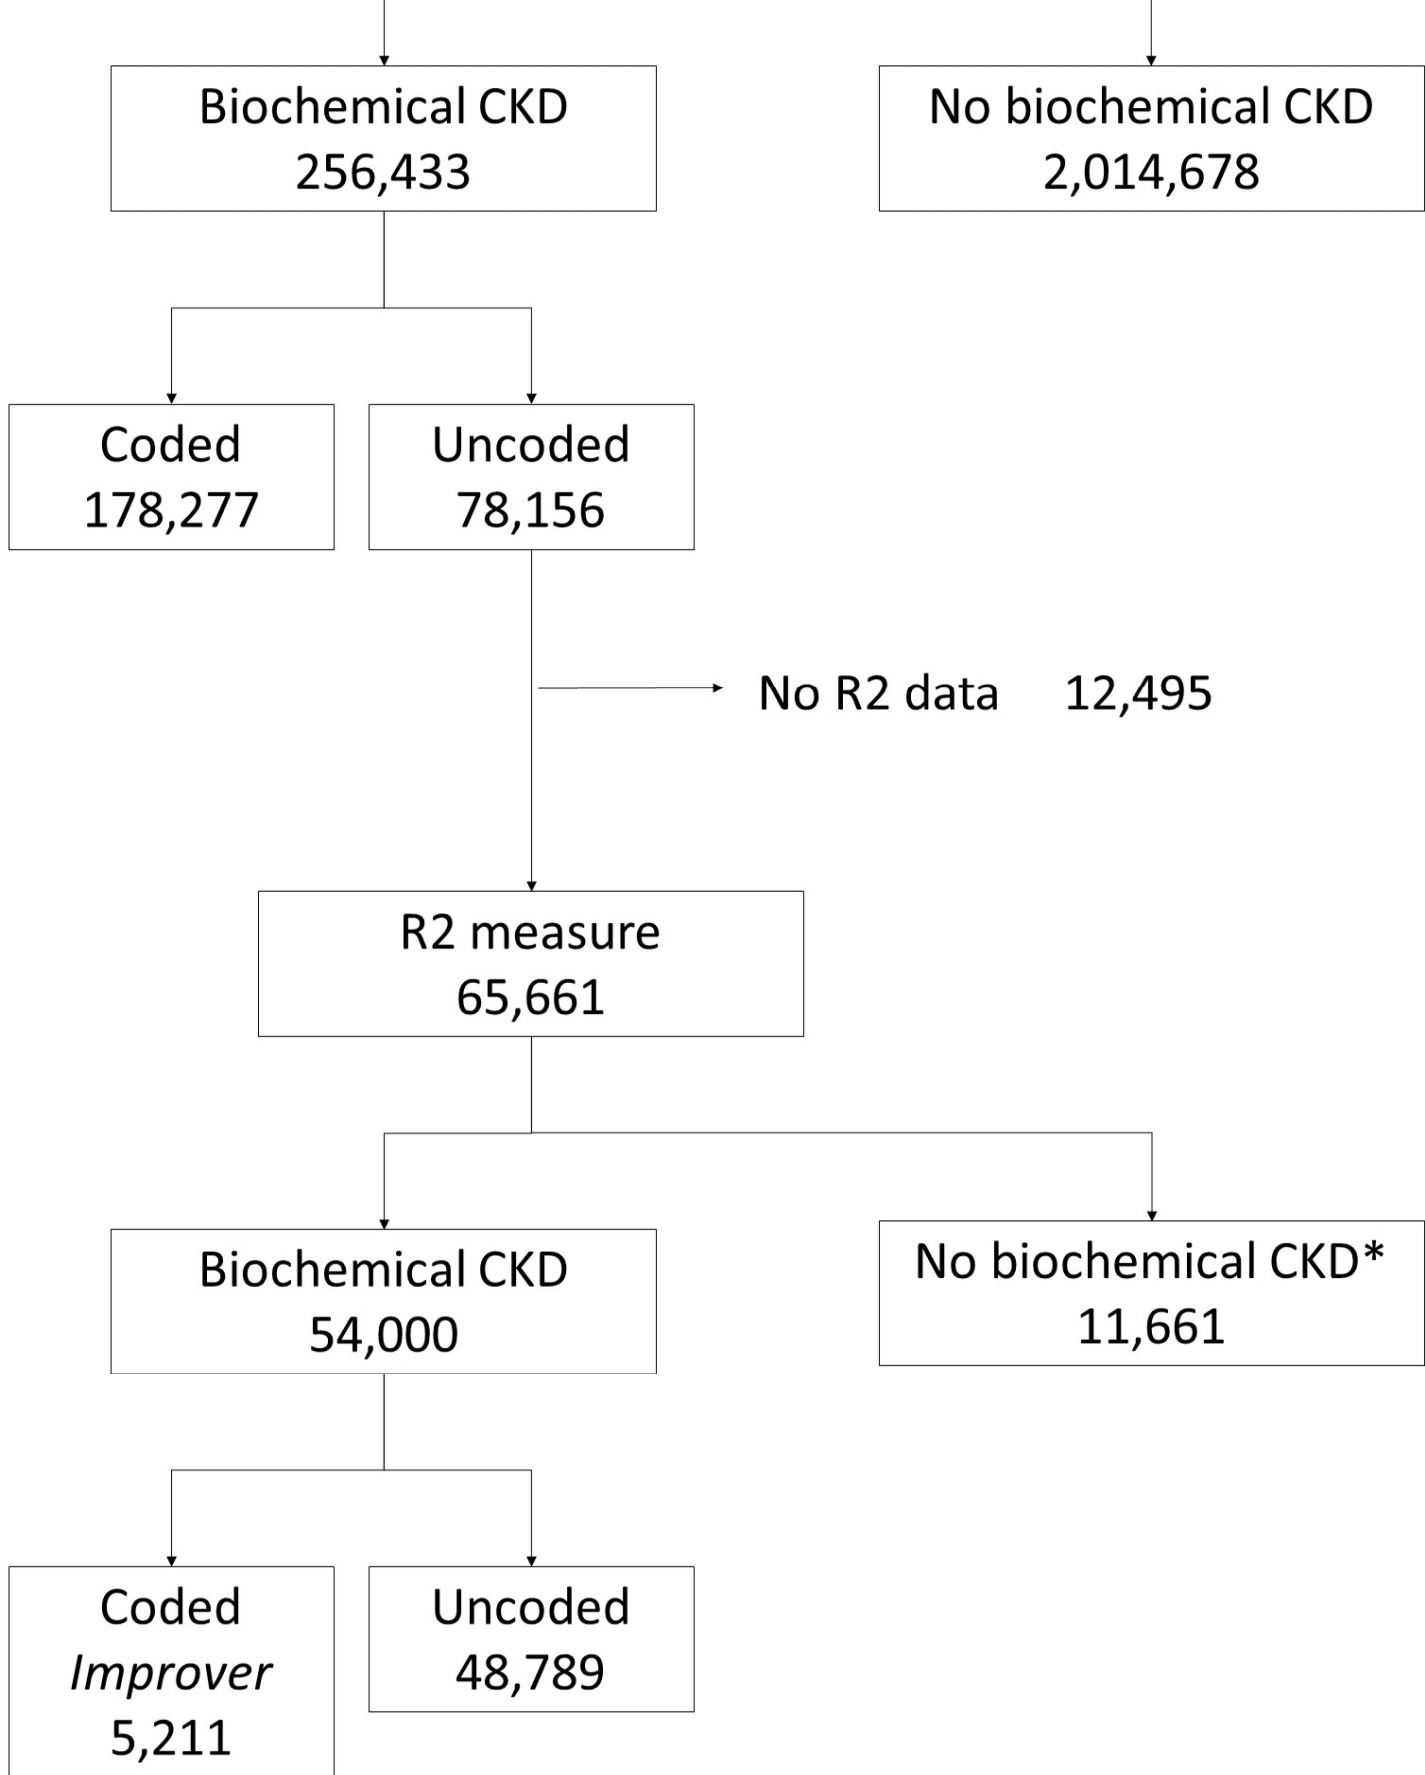 Biochemical CKD
256,433
No biochemical CKD
2,014,678
Coded
178,277
Uncoded
78,156
No R2 data 12,495
R2 measure
65,661
Biochemical CKD
54,000
No biochemical CKD*
11,661
Coded
Improver
5,211
Uncoded
48,789